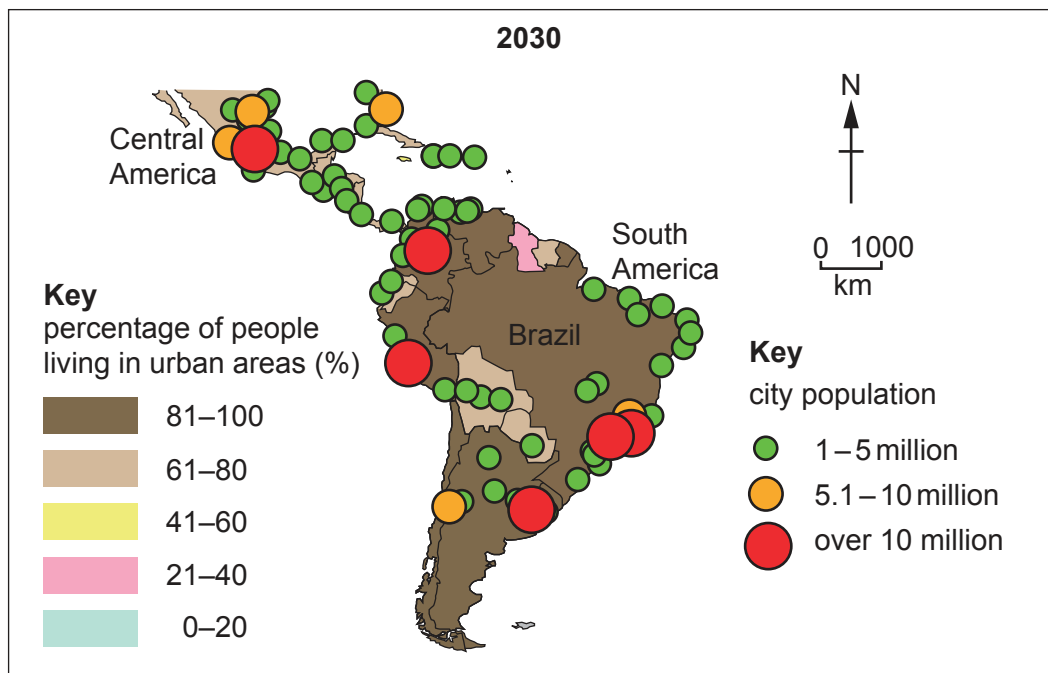 2030
N
Central
America
0 1000
km
South
America
Brazil
Key
percentage of people
living in urban areas (%)
81–100
61–80
41–60
21–40
0–20
Key
city population
1–5 million
5.1–10 million
over 10 million